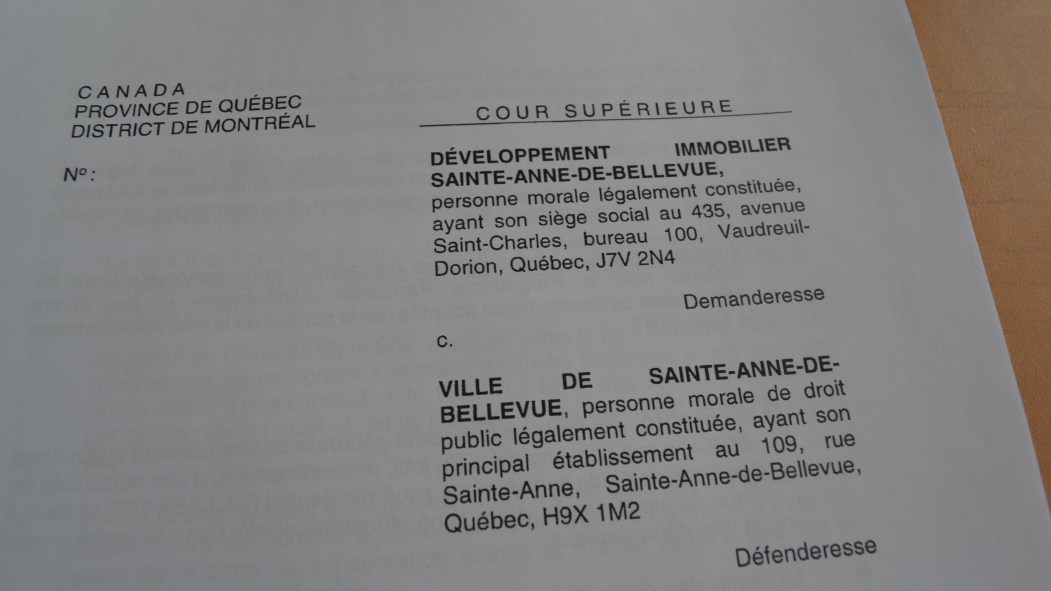 CANADA
PROVINCE DE QUÉBEC
DISTRICT DE MONTRÉAL
Nº :
COUR SUPÉRIEURE
DÉVELOPPEMENT IMMOBILIER
SAINTE-ANNE-DE-BELLEVUE,
personne morale légalement constituée,
ayant son siège social au 435, avenue
Saint-Charles, bureau 100, Vaudreuil-
Dorion, Québec, J7V 2N4
Demanderesse
c.
VILLE DE SAINTE-ANNE-DE-
BELLEVUE, personne morale de droit
public légalement constituée, ayant son
principal établissement au 109, rue
Sainte-Anne, Sainte-Anne-de-Bellevue,
Québec, H9X 1M2
Défenderesse